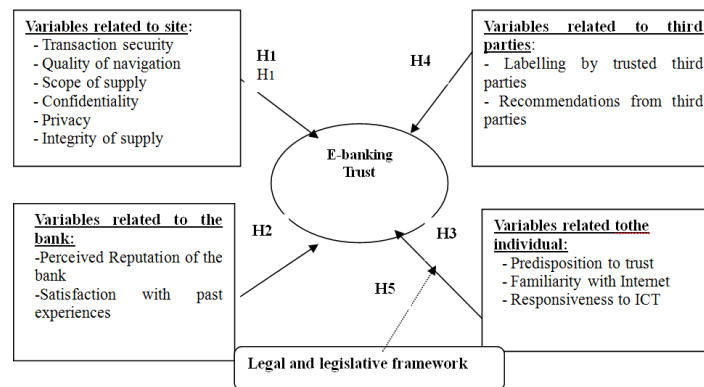 Variables related to site:
- Transaction security
- Quality of navigation
- Scope of supply
- Confidentiality
- Privacy
- Integrity of supply
H1
H1
H4
Variables related to third
parties:
- Labelling by trusted third
parties
- Recommendations from third
parties
E-banking
Trust
Variables related to the
bank:
-Perceived Reputation of the
bank
-Satisfaction with past
experiences
H2
H3
H5
Variables related tothe
individual:
- Predisposition to trust
- Familiarity with Internet
- Responsiveness to ICT
Legal and legislative framework